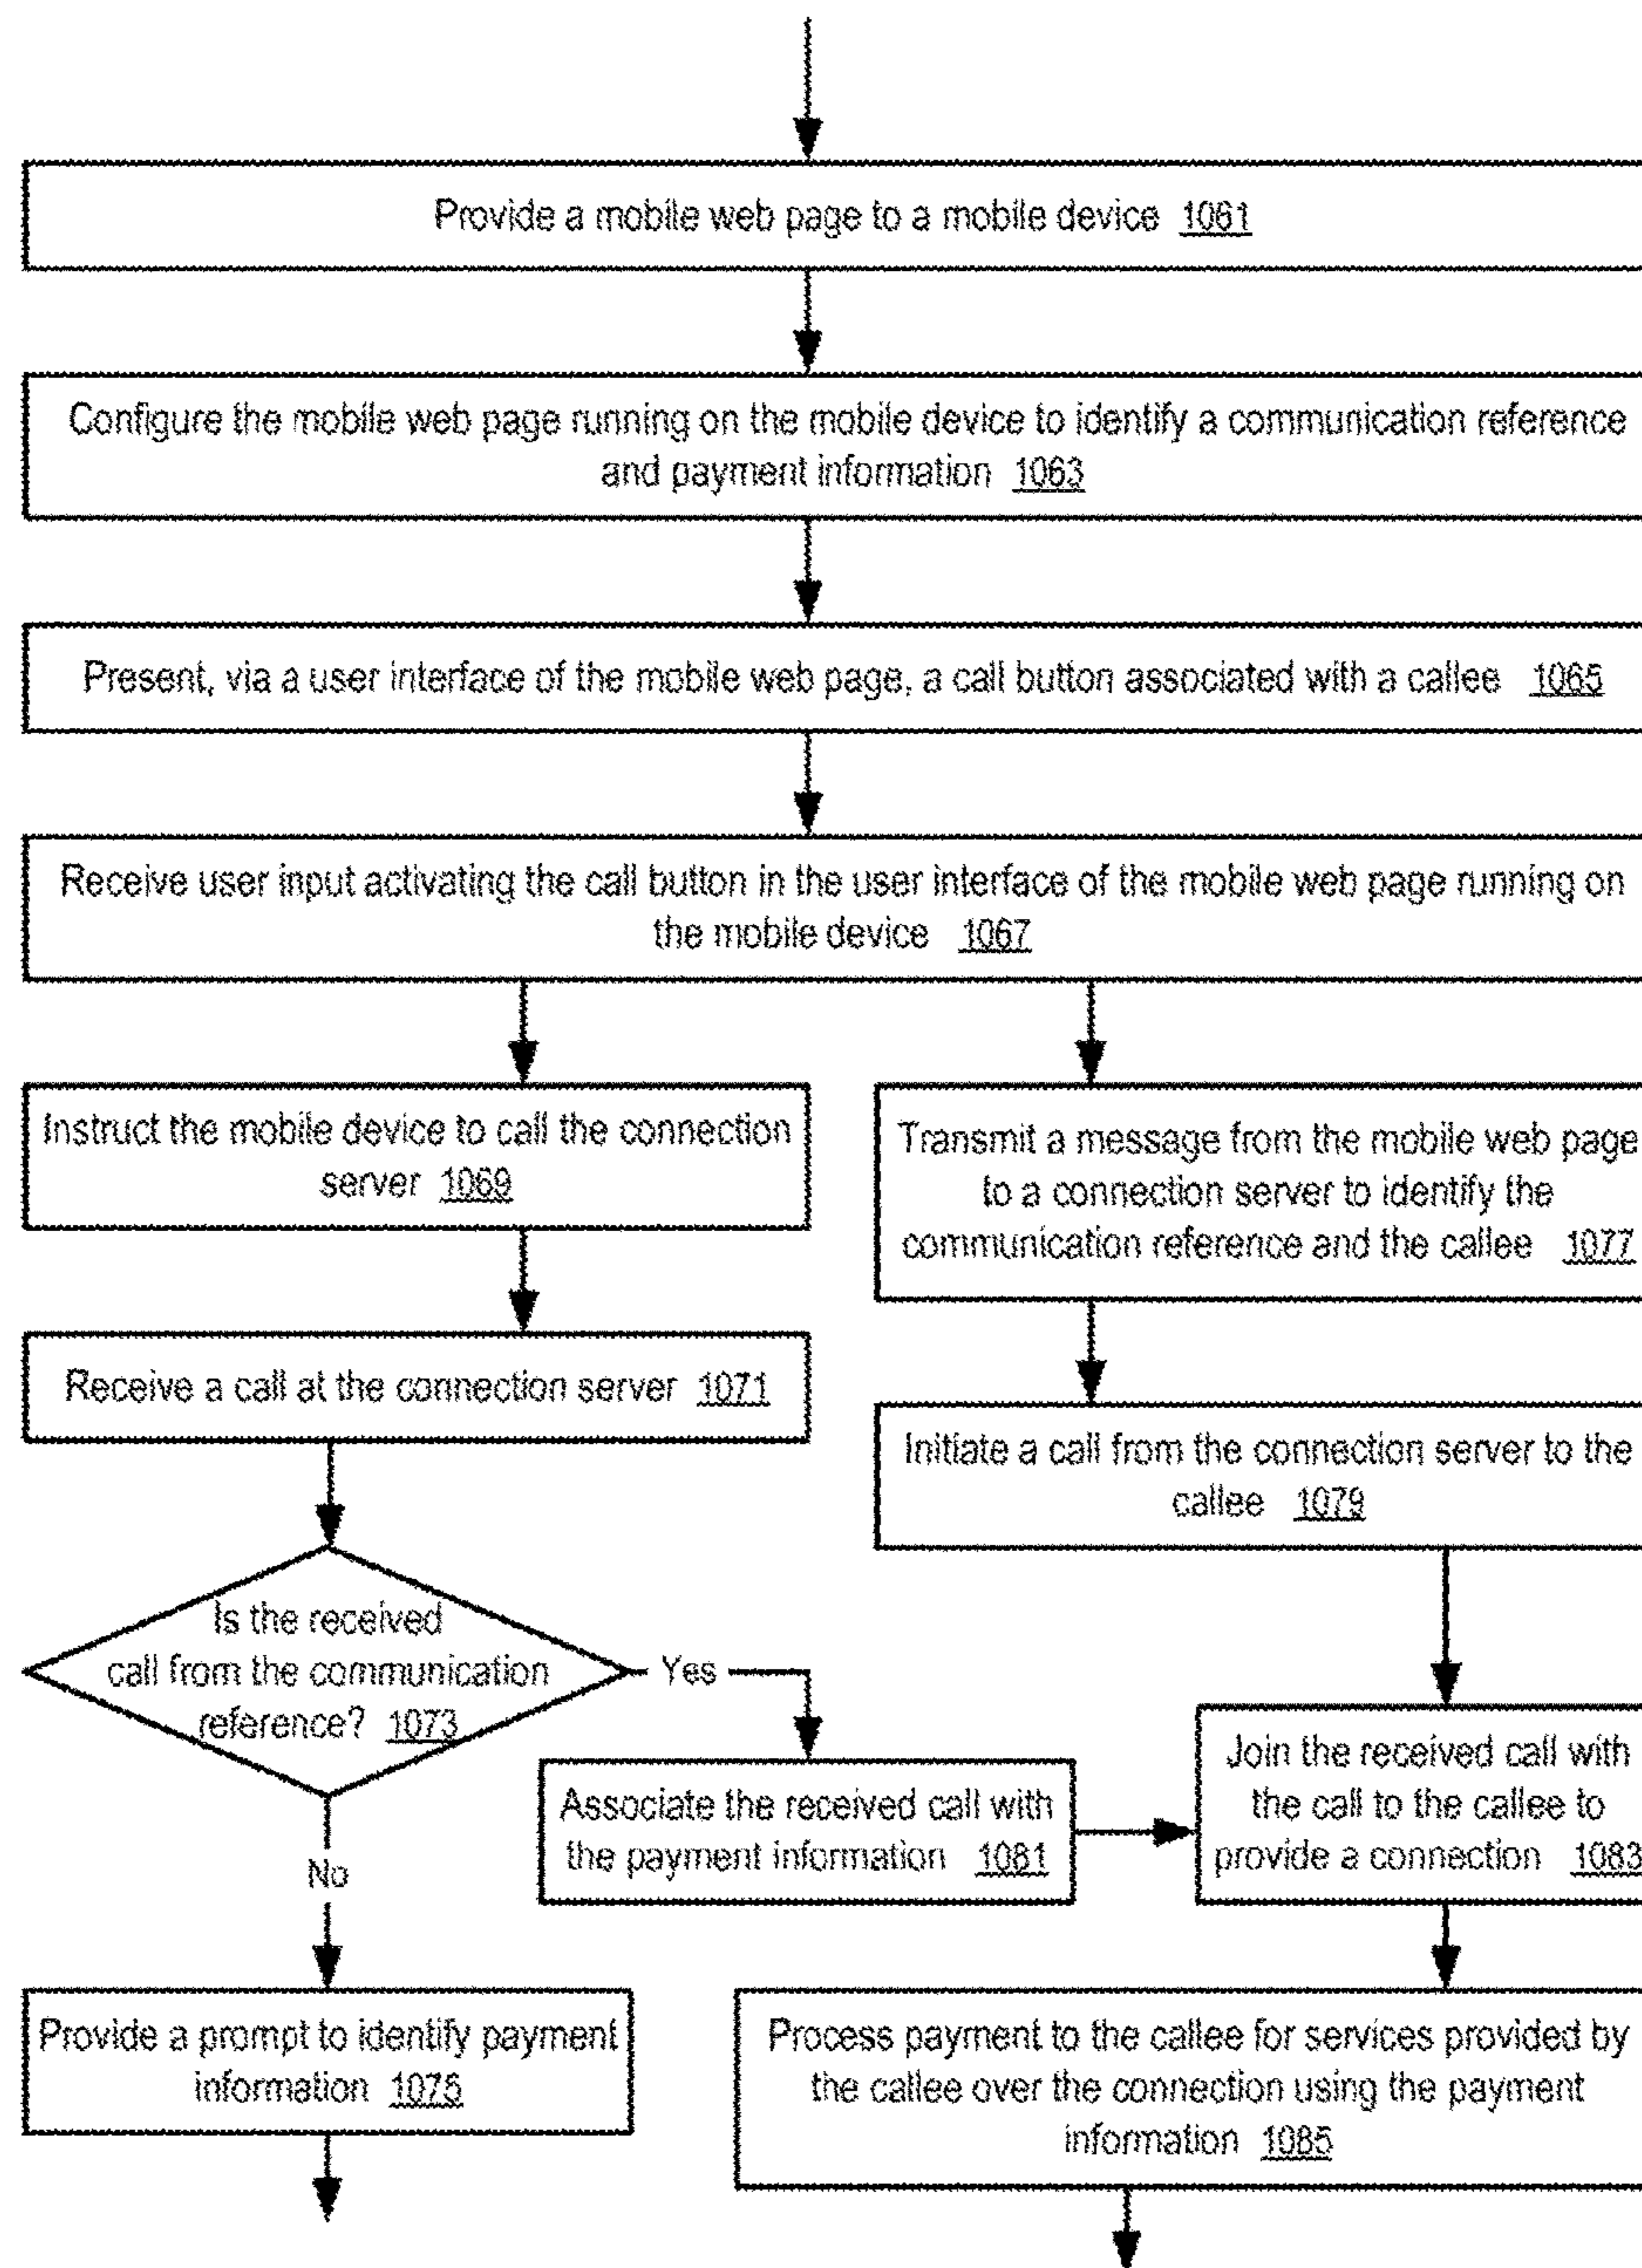 Provide a mobile web page to a mobile device 1061
Configure the mobile web page running on the mobile device to identify a communication reference
and payment information 1063
Present, via a user interface of the mobile web page, a call button associated with a callee 1065
Receive user input activating the call button in the user interface of the mobile web page running on
the mobile device 1067
Instruct the mobile device to call the connection
server 1069
Receive a call at the connection server 1071
Is the received
call from the communication
reference? 1073
Yes
No
Provide a prompt to identify payment
information 1075
Transmit a message from the mobile web page
to a connection server to identify the
communication reference and the callee 1077
Initiate a call from the connection server to the
callee 1079
Associate the received call with
the payment information 1081
Join the received call with
the call to the callee to
provide a connection 1083
Process payment to the callee for services provided by
the callee over the connection using the payment
information 1085